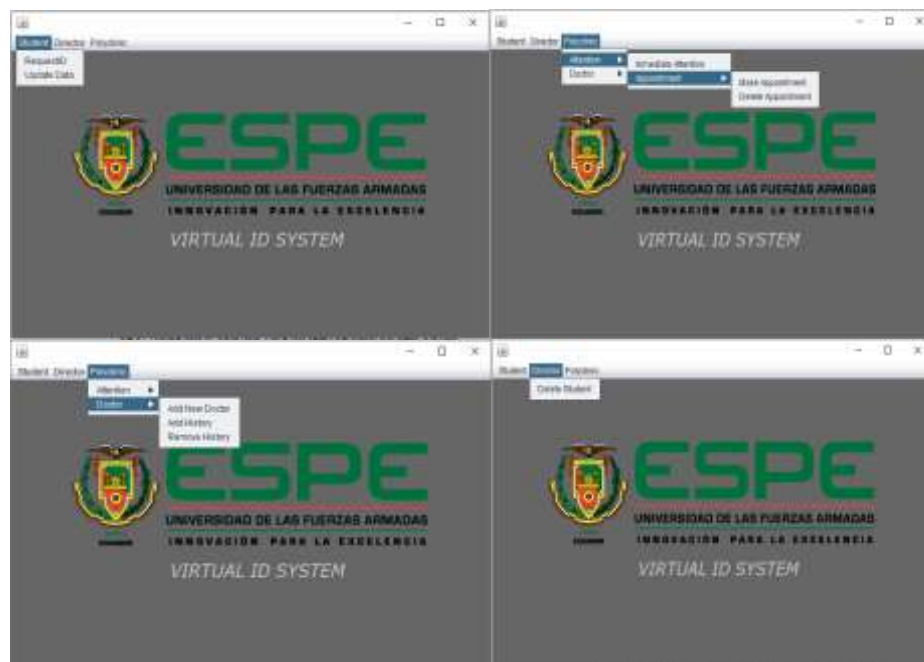 Student Director Polyclinic
RequestID
Update Data
ESPE
UNIVERSIDAD DE LAS FUERZAS ARMADAS
INNOVACIÓN PARA LA EXCELENCIA
VIRTUAL ID SYSTEM
Student Director Polyclinic
Attention
Immediate Attention
Doctor
Appointment
Make Appointment
Delete Appointment
ESPE
UNIVERSIDAD DE LAS FUERZAS ARMADAS
INNOVACIÓN PARA LA EXCELENCIA
VIRTUAL ID SYSTEM
Student Director Polyclinic
Attention
Doctor
Add New Doctor
Add History
Remove History
ESPE
UNIVERSIDAD DE LAS FUERZAS ARMADAS
INNOVACIÓN PARA LA EXCELENCIA
VIRTUAL ID SYSTEM
Student Director Polyclinic
Delete Student
ESPE
UNIVERSIDAD DE LAS FUERZAS ARMADAS
INNOVACIÓN PARA LA EXCELENCIA
VIRTUAL ID SYSTEM